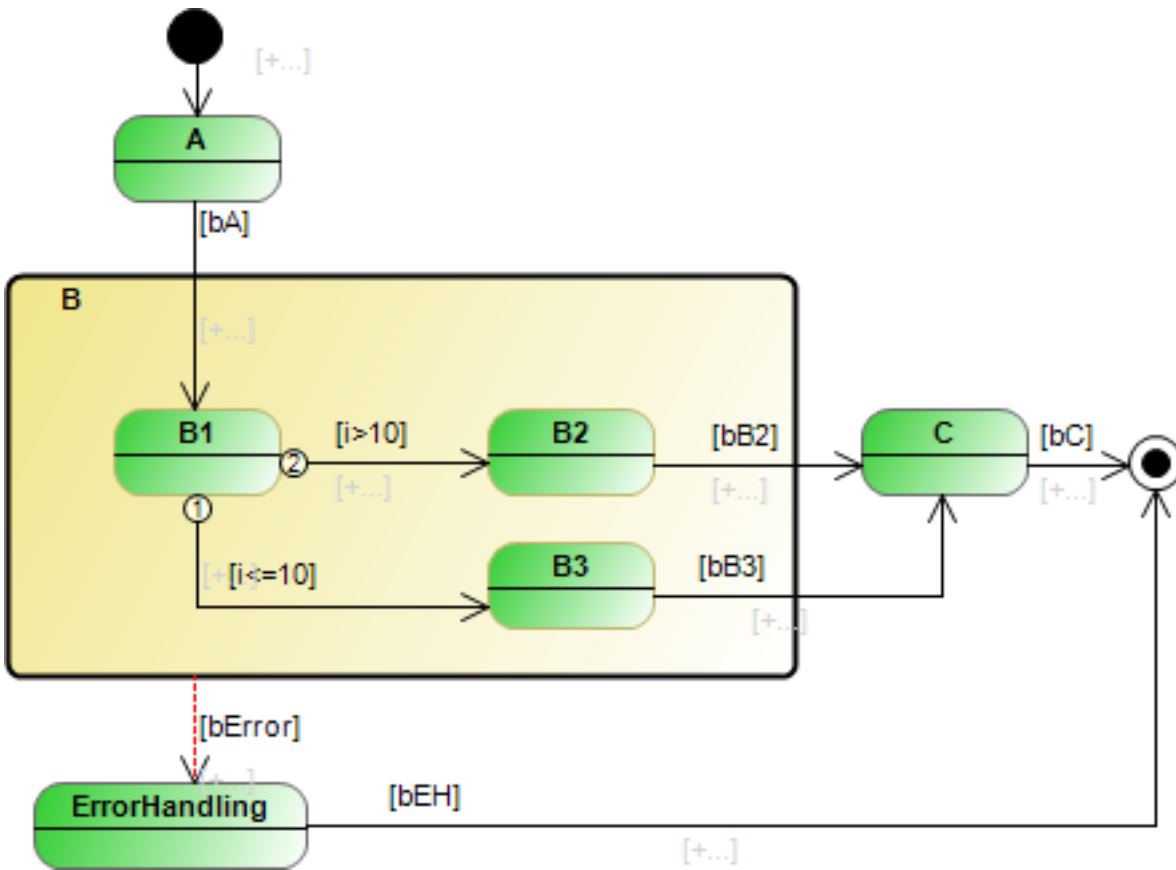 [+...]
A
[bA]
B
[+...]
B1
[i>10]
B2
[bB2]
C
[bC]
2
[+...]
[+...]
[+...]
1
[+...]
[i<=10]
B3
[bB3]
[+...]
[bError]
[+...]
ErrorHandling
[bEH]
[+...]